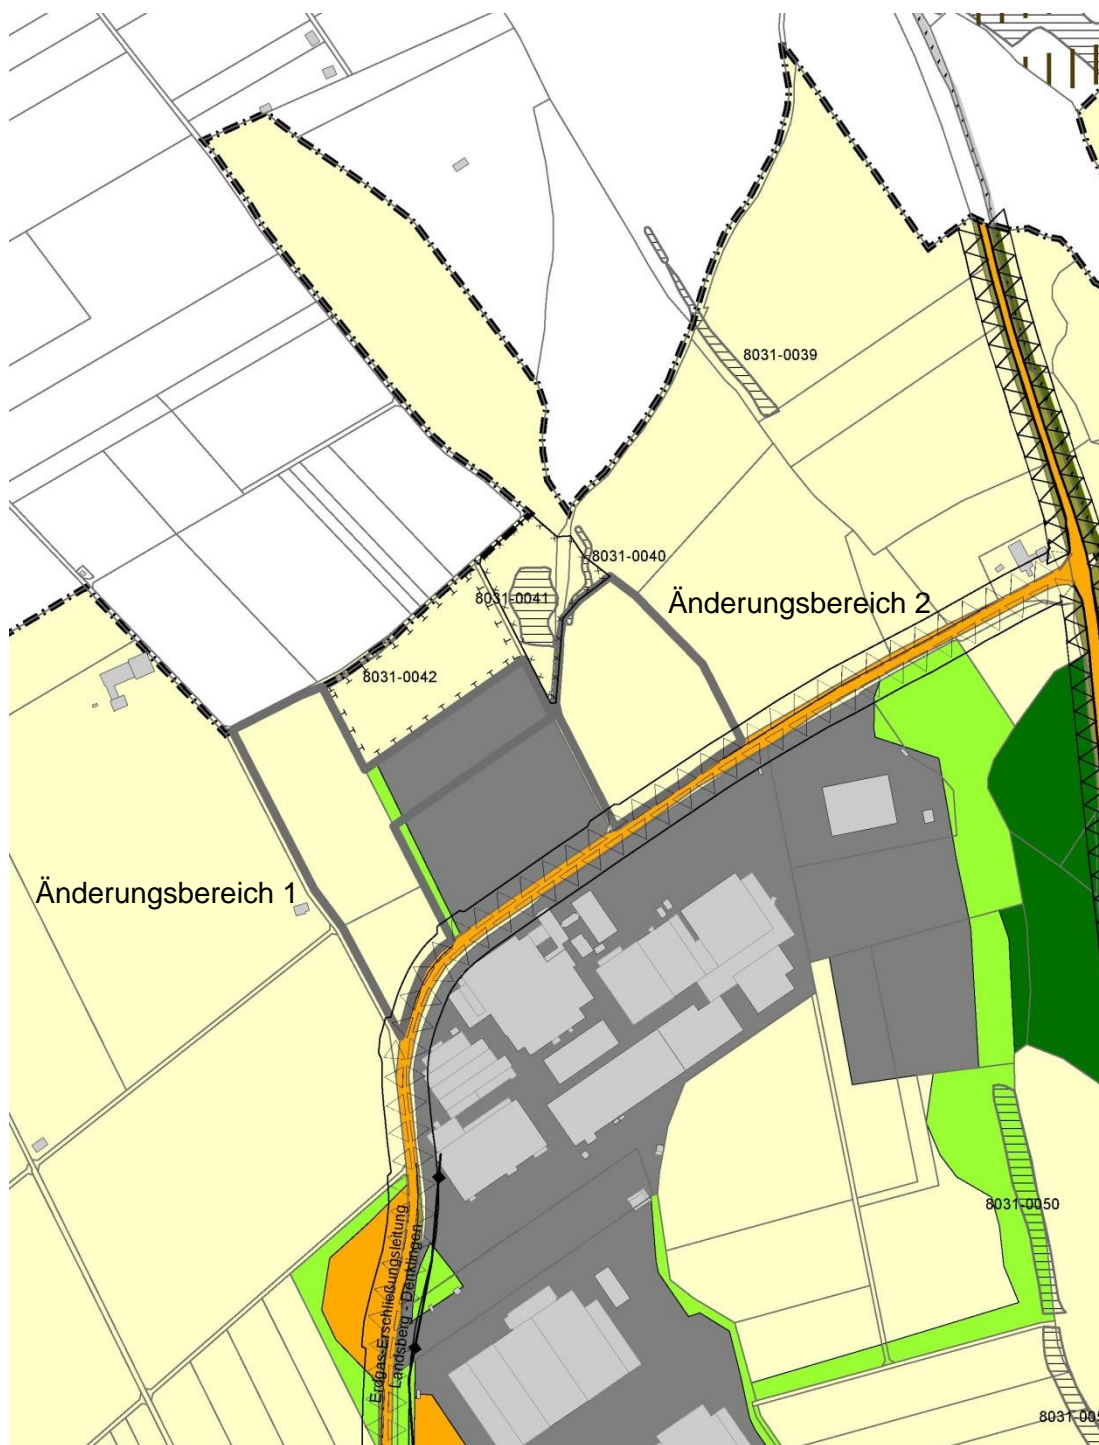 8031-0039
8031-0040
8031-0041
Änderungsbereich 2
8031-0042
Änderungsbereich 1
8031-0050
Erdgas-Erschließungsleitung
Landsberg - Denklingen